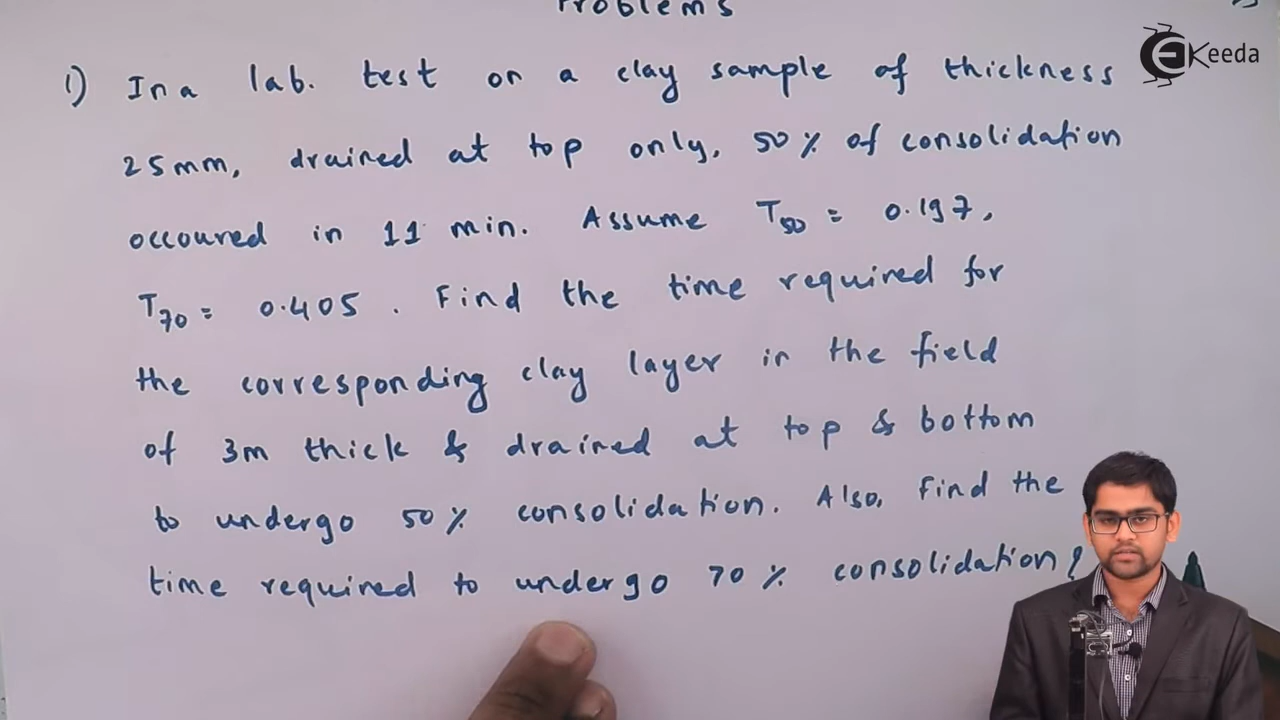 Problems
1) In a lab. test on a clay sample of thickness
25mm, drained at top only, 50% of consolidation
occoured in 11 min. Assume T50 = 0.197,
T70 = 0.405. Find the time required for
the corresponding clay layer in the field
of 3m thick & drained at top & bottom
to undergo 50% consolidation. Also, Find the
time required to undergo 70% consolidation?
EKeeda